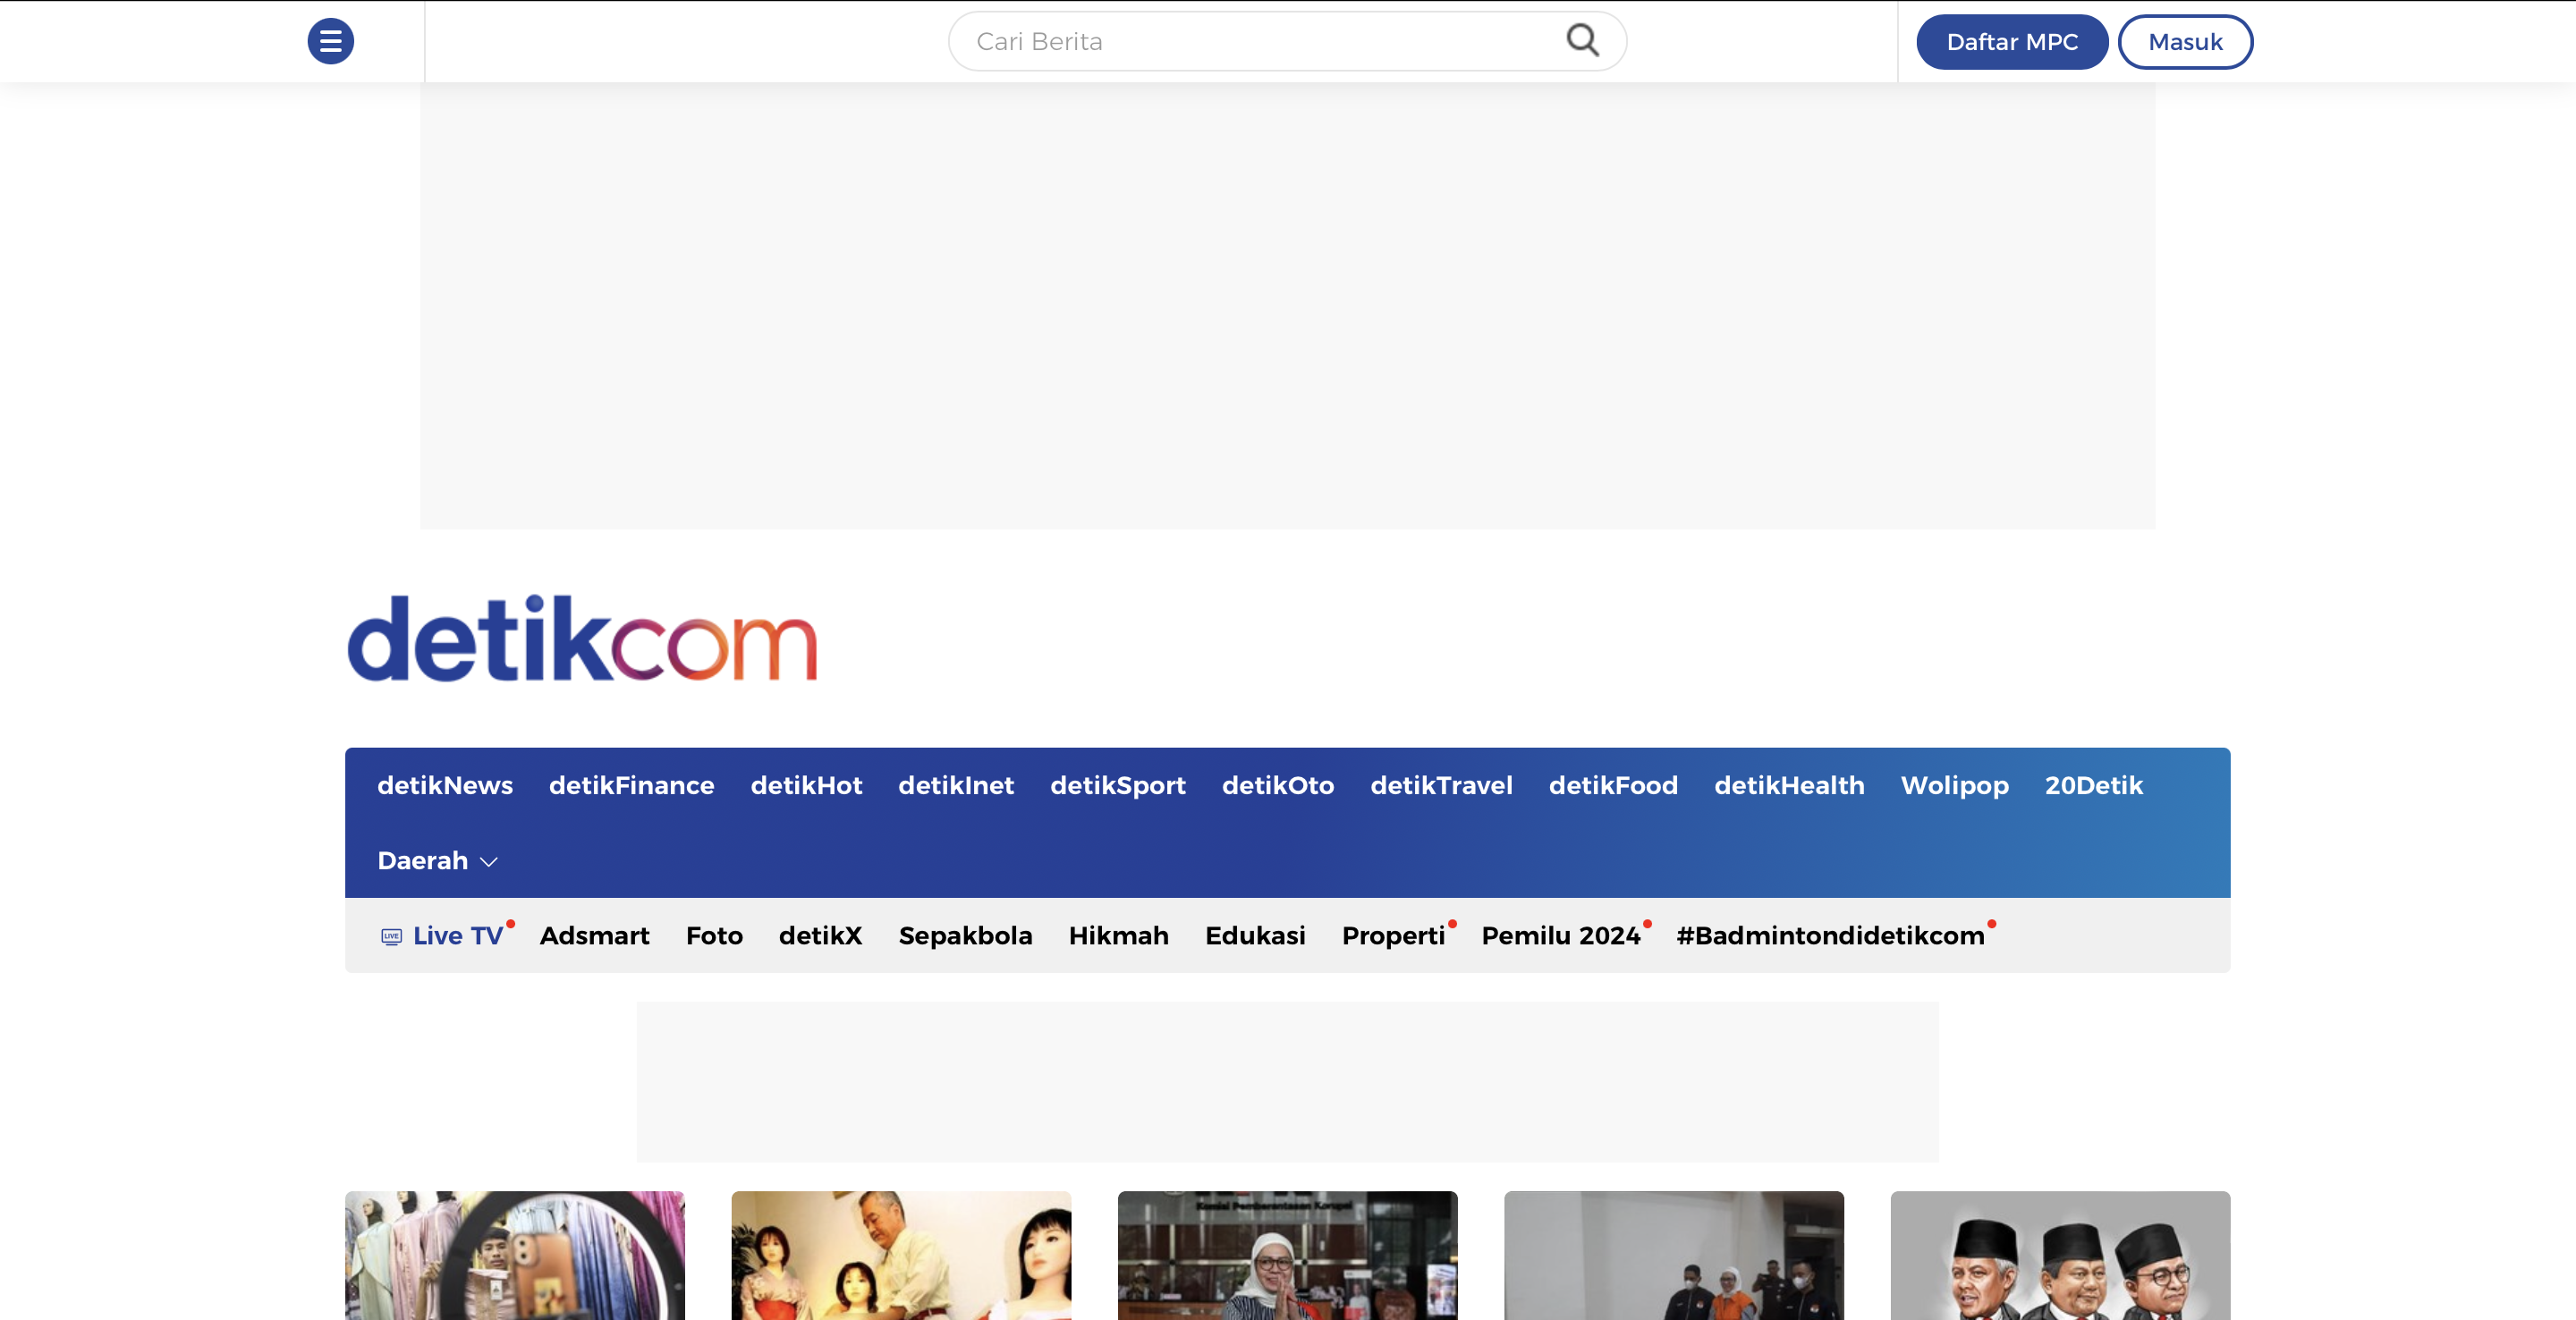 Cari Berita
Daftar MPC Masuk
detikcom
detikNews detikFinance detikHot detikInet detikSport detikOto detikTravel detikFood detikHealth Wolipop 20Detik
Daerah
LIVE Live TV Adsmart Foto detikX Sepakbola Hikmah Edukasi Properti Pemilu 2024 #Badmintondidetikcom
Komisi Pemberantasan Korupsi